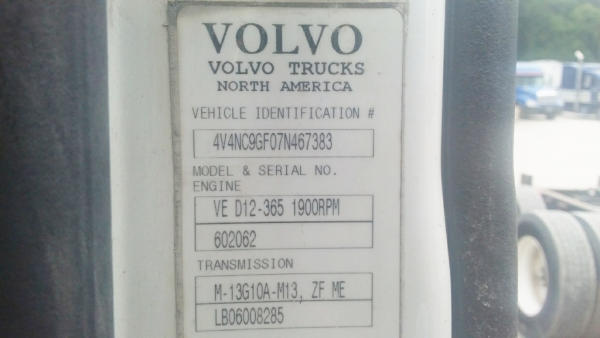 VOLVO
VOLVO TRUCKS
NORTH AMERICA
VEHICLE IDENTIFICATION #
4V4NC9GF07N467383
MODEL & SERIAL NO.
ENGINE
VE D12-365 1900RPM
602062
TRANSMISSION
M-13G10A-M13, ZF ME
LB06008285